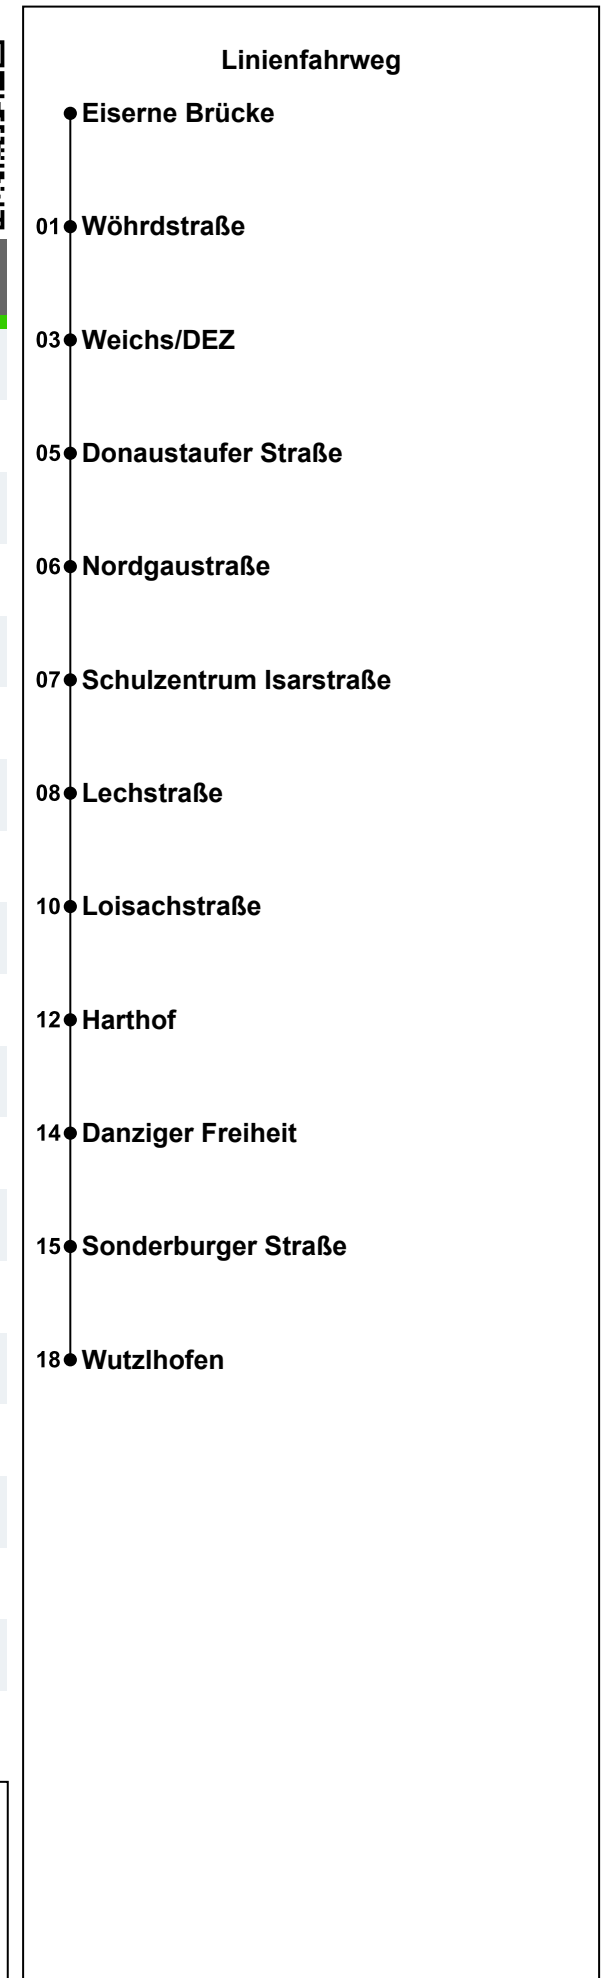 Linienfahrweg
Eiserne Brücke
01 Wöhrdstraße
03 Weichs/DEZ
05 Donaustaufer Straße
06 Nordgaustraße
07 Schulzentrum Isarstraße
08 Lechstraße
10 Loisachstraße
12 Harthof
14 Danziger Freiheit
15 Sonderburger Straße
18 Wutzlhofen